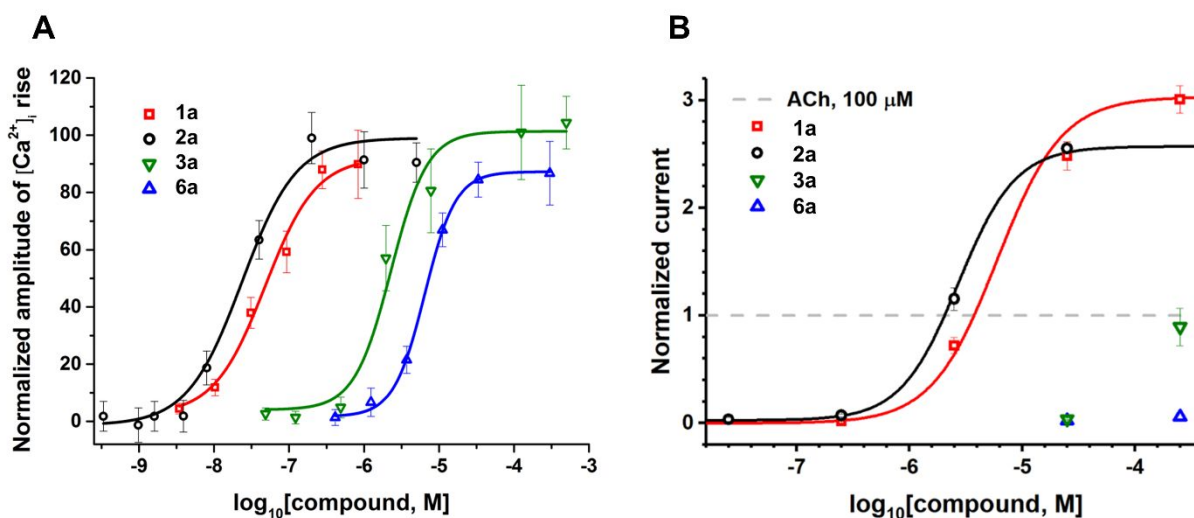 A
Normalized amplitude of [Ca²⁺]ᵢ rise
120
100
80
60
40
20
0
1a
2a
3a
6a
-9
-8
-7
-6
-5
-4
-3
log₁₀[compound, M]
B
Normalized current
3
2
1
0
ACh, 100 μM
1a
2a
3a
6a
-7
-6
-5
-4
log₁₀[compound, M]